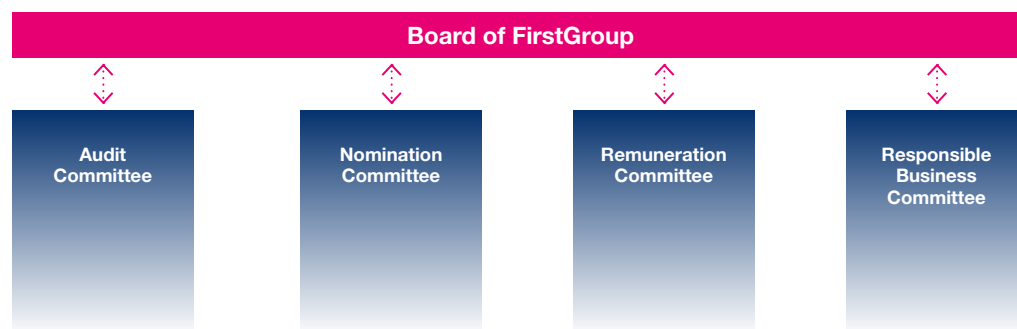 Board of FirstGroup
Audit
Committee
Nomination
Committee
Remuneration
Committee
Responsible
Business
Committee